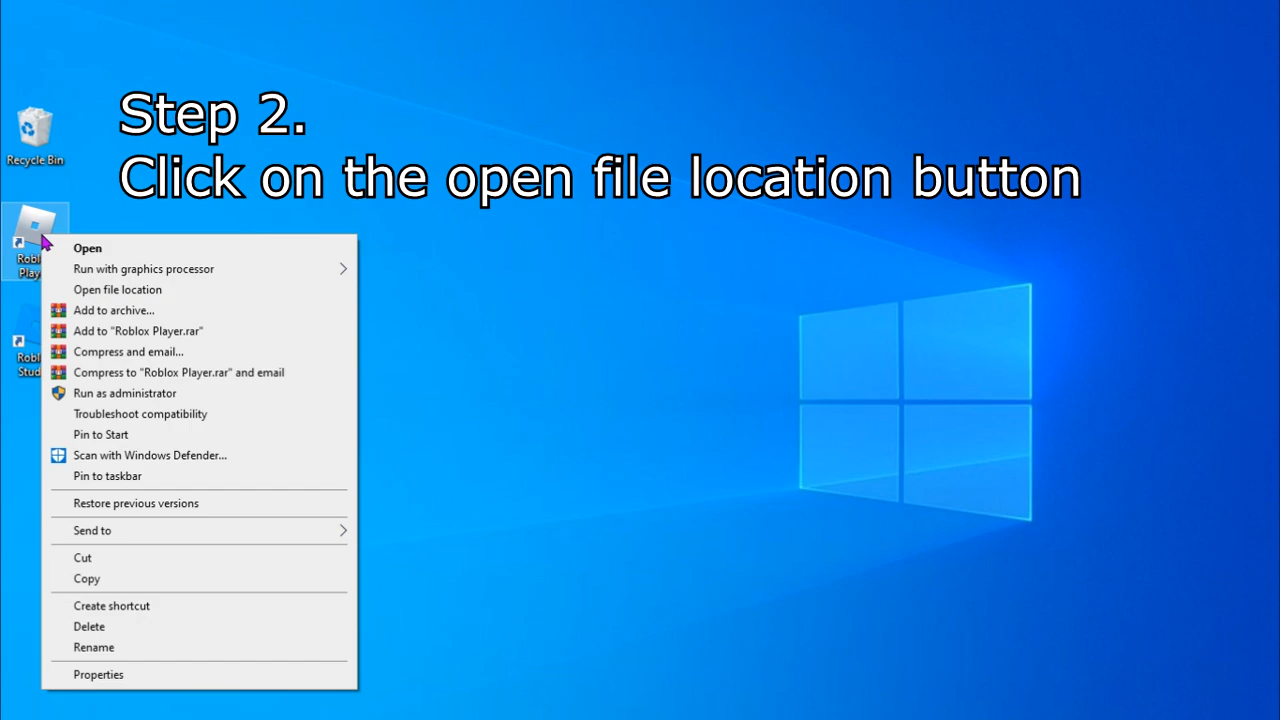 Step 2.
Click on the open file location button
Recycle Bin
Open
Run with graphics processor
Open file location
Add to archive...
Add to "Roblox Player.rar"
Compress and email...
Compress to "Roblox Player.rar" and email
Run as administrator
Troubleshoot compatibility
Pin to Start
Scan with Windows Defender...
Pin to taskbar
Restore previous versions
Send to
Cut
Copy
Create shortcut
Delete
Rename
Properties